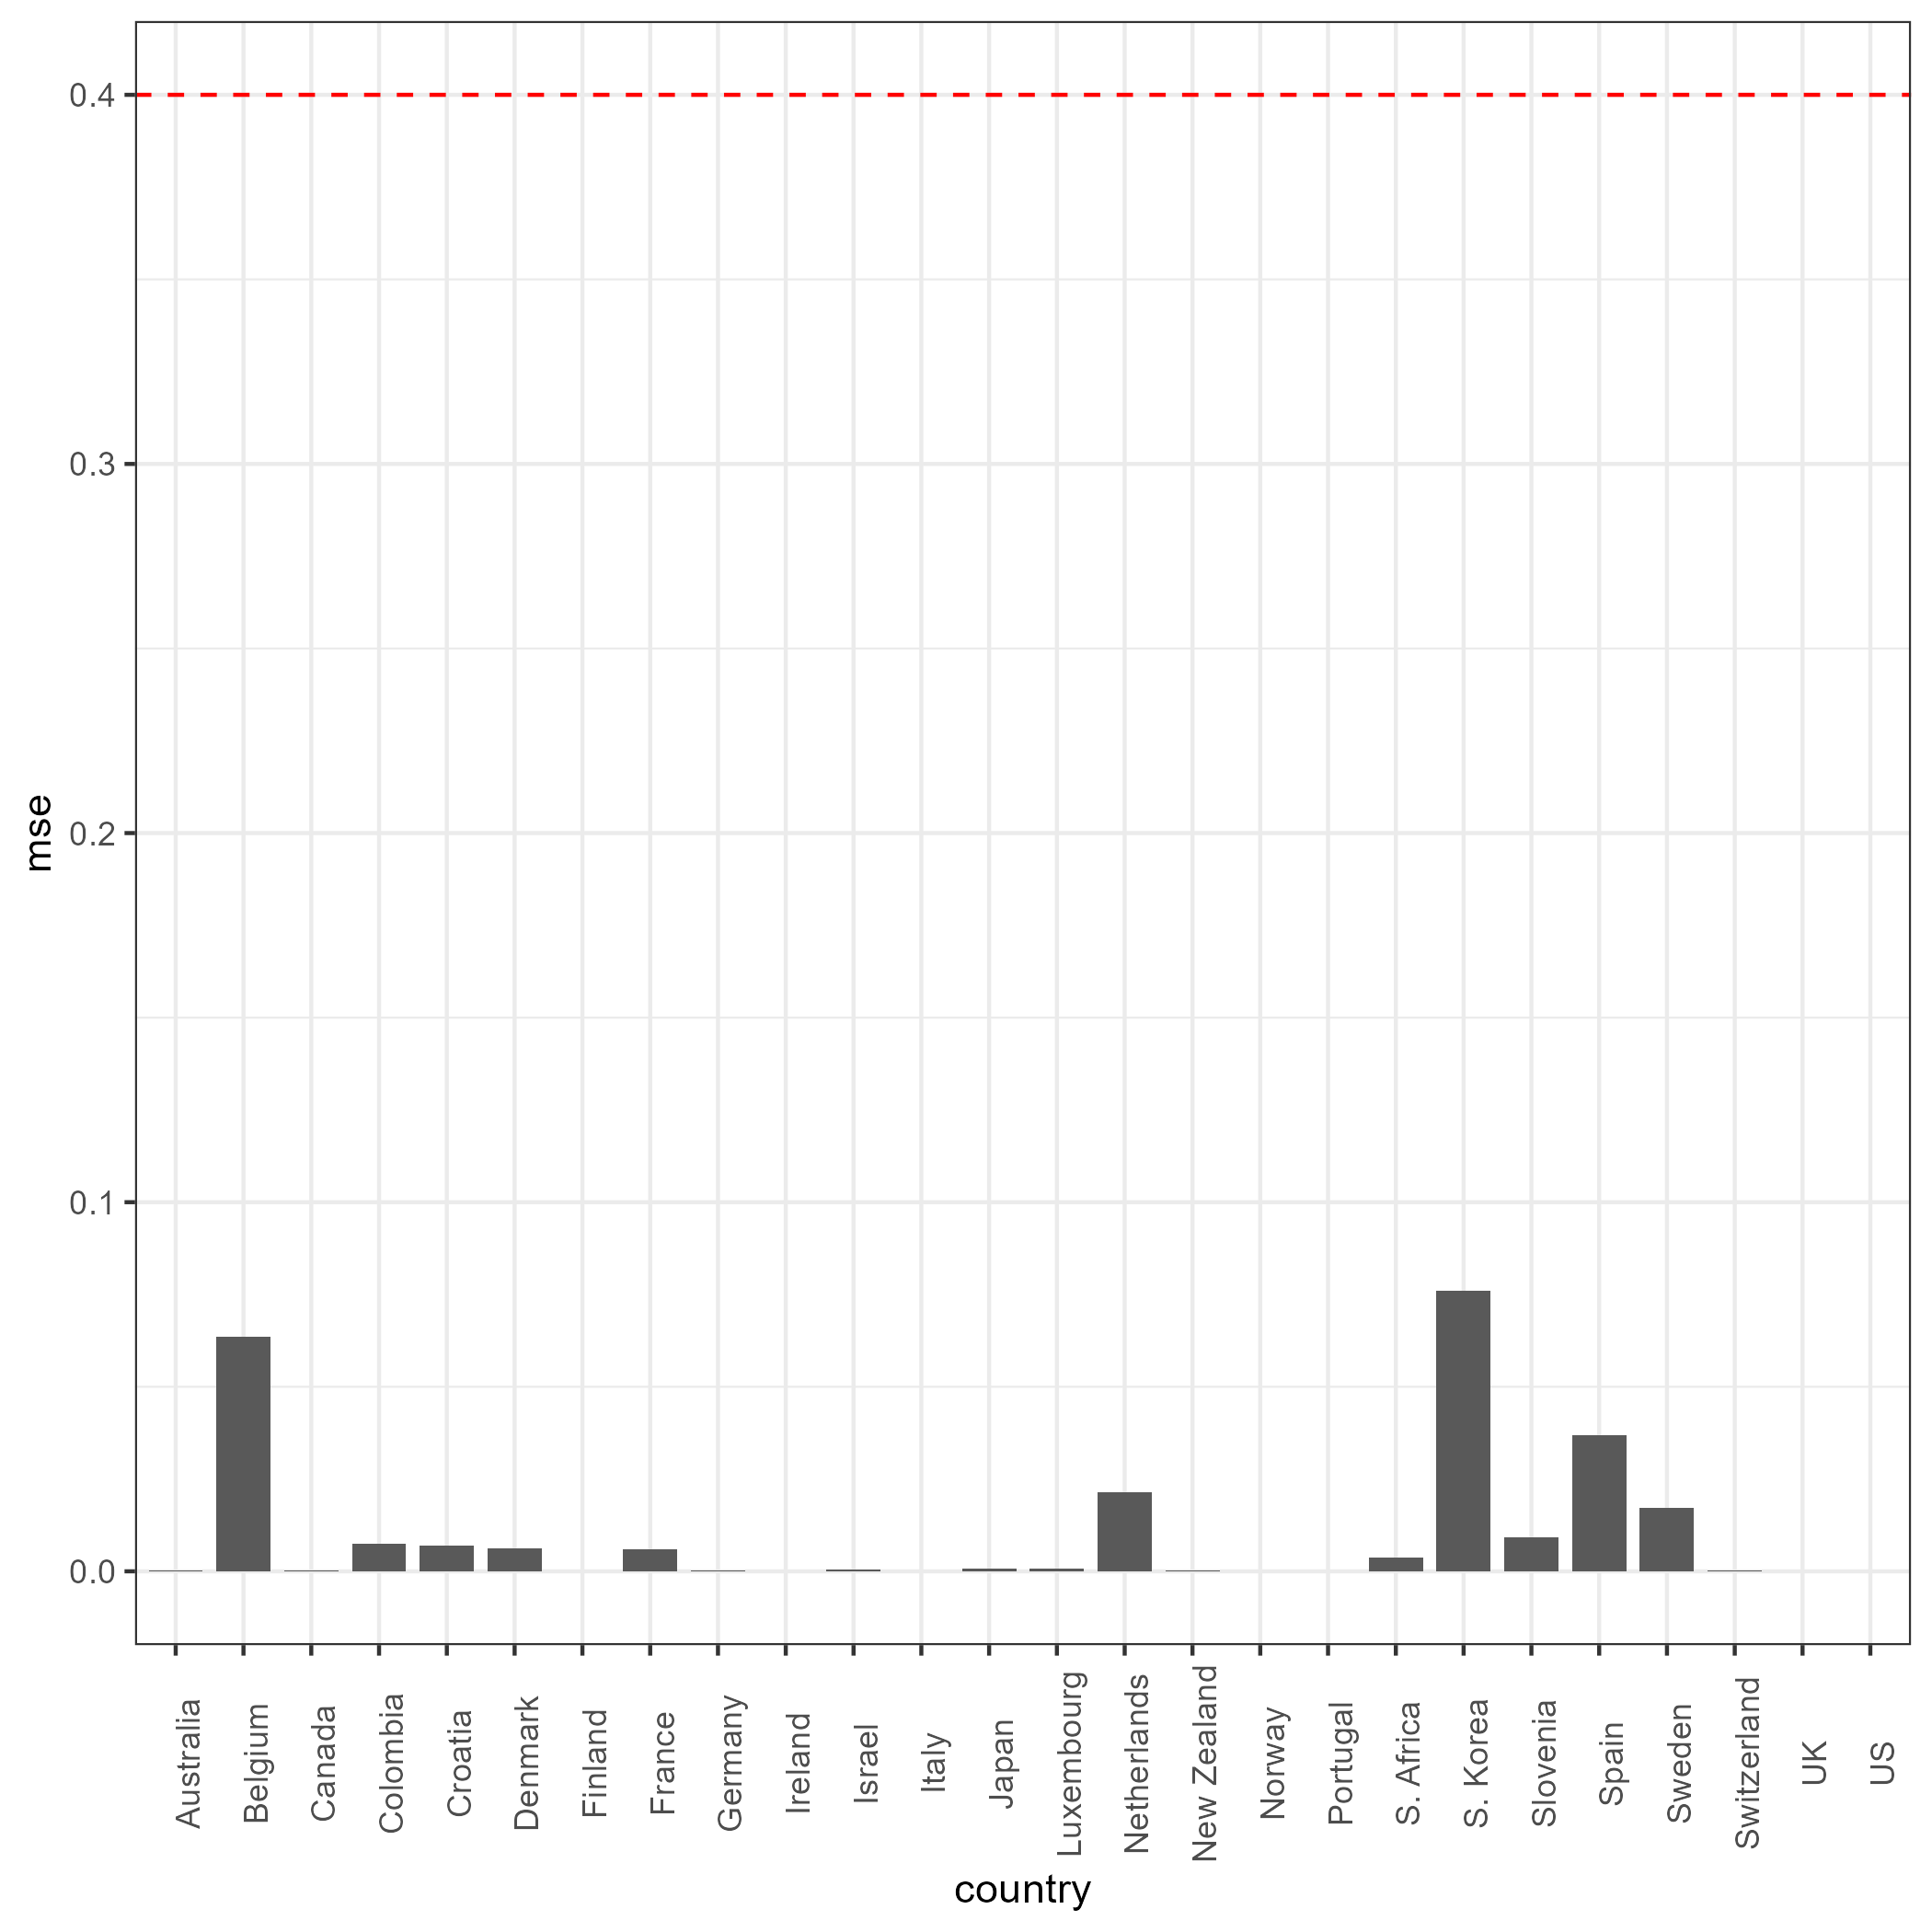 0.4
0.3
0.2
0.1
0.0
mse
Australia
Belgium
Canada
Colombia
Croatia
Denmark
Finland
France
Germany
Ireland
Israel
Italy
Japan
Luxembourg
Netherlands
New Zealand
Norway
Portugal
S. Africa
S. Korea
Slovenia
Spain
Sweden
Switzerland
UK
US
country